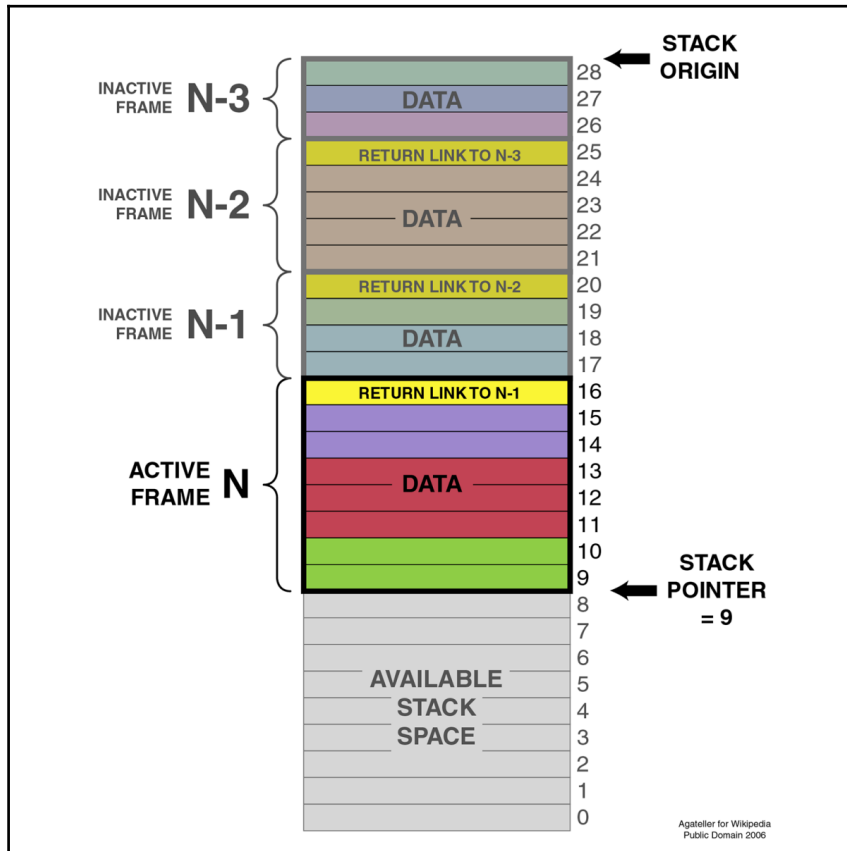 STACK
ORIGIN
INACTIVE
FRAME N-3
28
27
DATA
26
RETURN LINK TO N-3
25
INACTIVE
FRAME N-2
24
23
DATA
22
21
RETURN LINK TO N-2
20
INACTIVE
FRAME N-1
19
18
DATA
17
RETURN LINK TO N-1
16
15
14
ACTIVE
FRAME N
13
DATA
12
11
10
9
STACK
POINTER
= 9
8
7
6
AVAILABLE
STACK
SPACE
5
4
3
2
1
0
Agateller for Wikipedia
Public Domain 2006